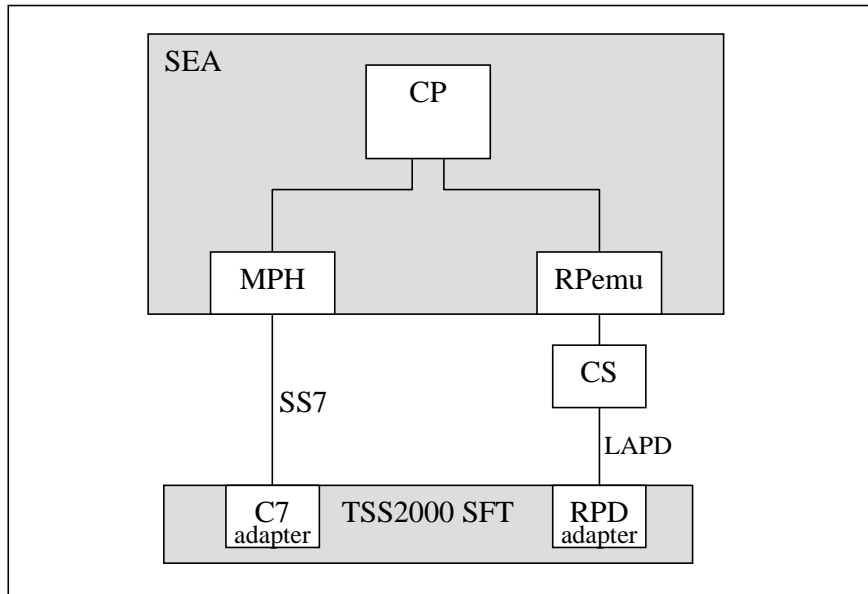 SEA
CP
MPH
RPemu
CS
SS7
LAPD
C7
adapter
TSS2000 SFT
RPD
adapter